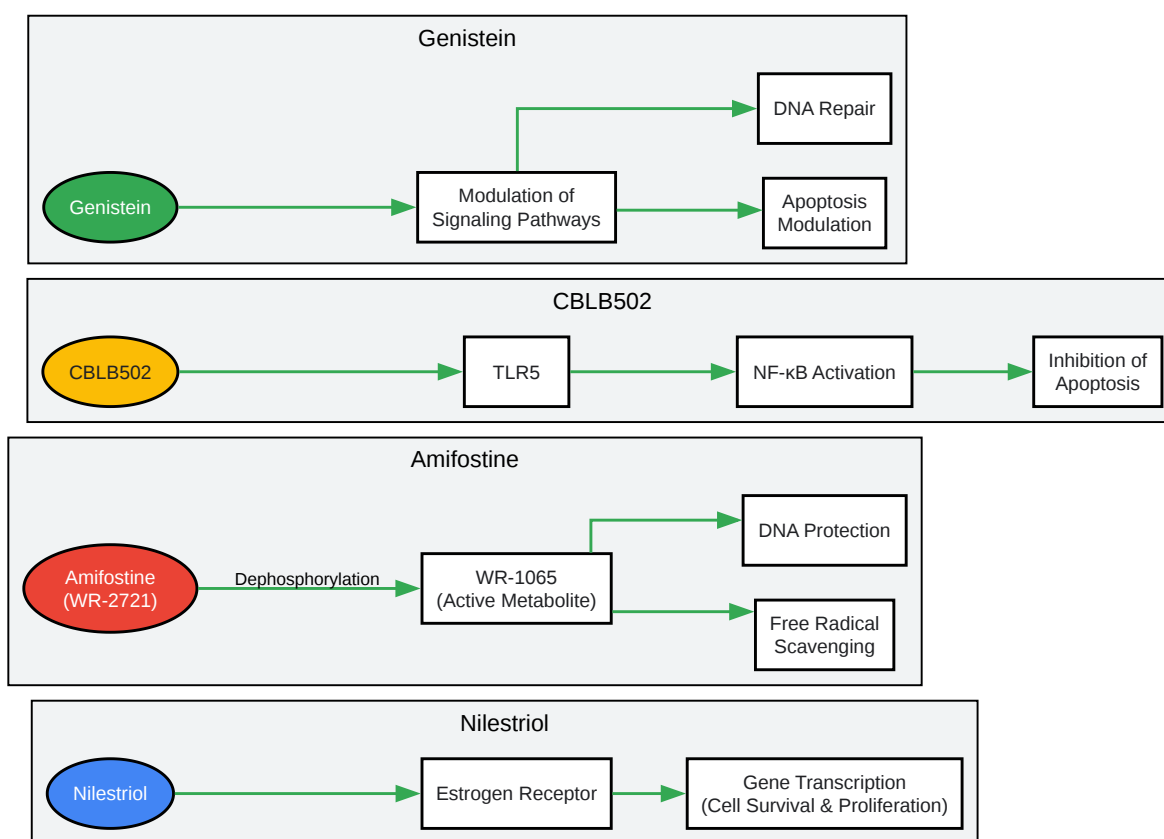 Genistein
DNA Repair
Genistein
Modulation of
Signaling Pathways
Apoptosis
Modulation
CBLB502
CBLB502
TLR5
NF-κB Activation
Inhibition of
Apoptosis
Amifostine
DNA Protection
Amifostine
(WR-2721)
Dephosphorylation
WR-1065
(Active Metabolite)
Free Radical
Scavenging
Nilestriol
Nilestriol
Estrogen Receptor
Gene Transcription
(Cell Survival & Proliferation)